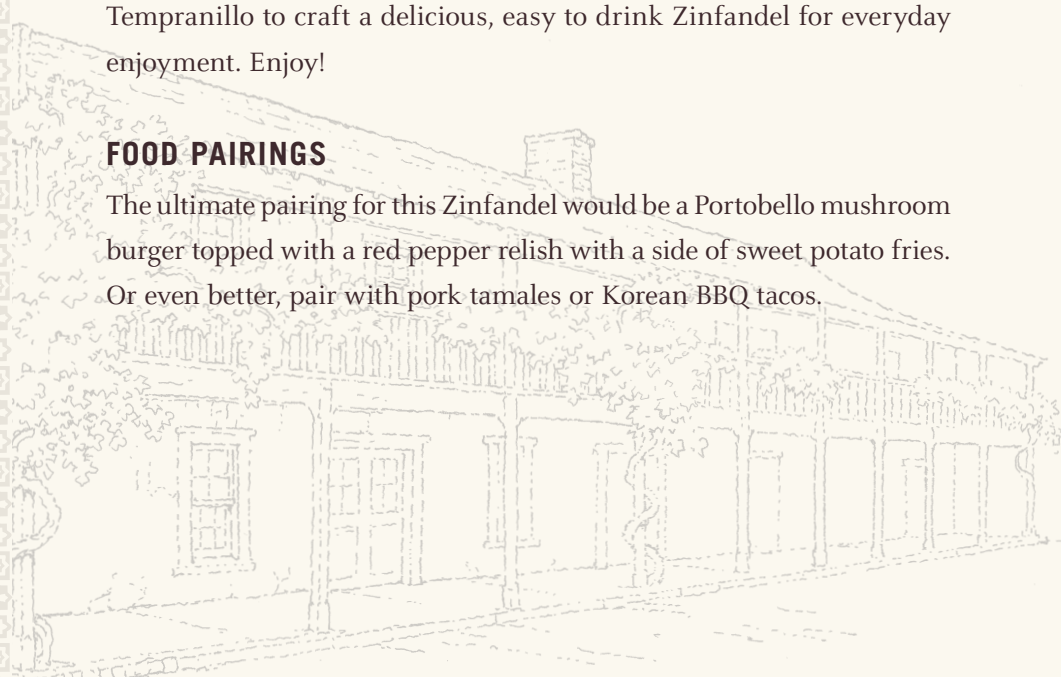 Tempranillo to craft a delicious, easy to drink Zinfandel for everyday
enjoyment. Enjoy!
FOOD PAIRINGS
The ultimate pairing for this Zinfandel would be a Portobello mushroom
burger topped with a red pepper relish with a side of sweet potato fries.
Or even better, pair with pork tamales or Korean BBQ tacos.